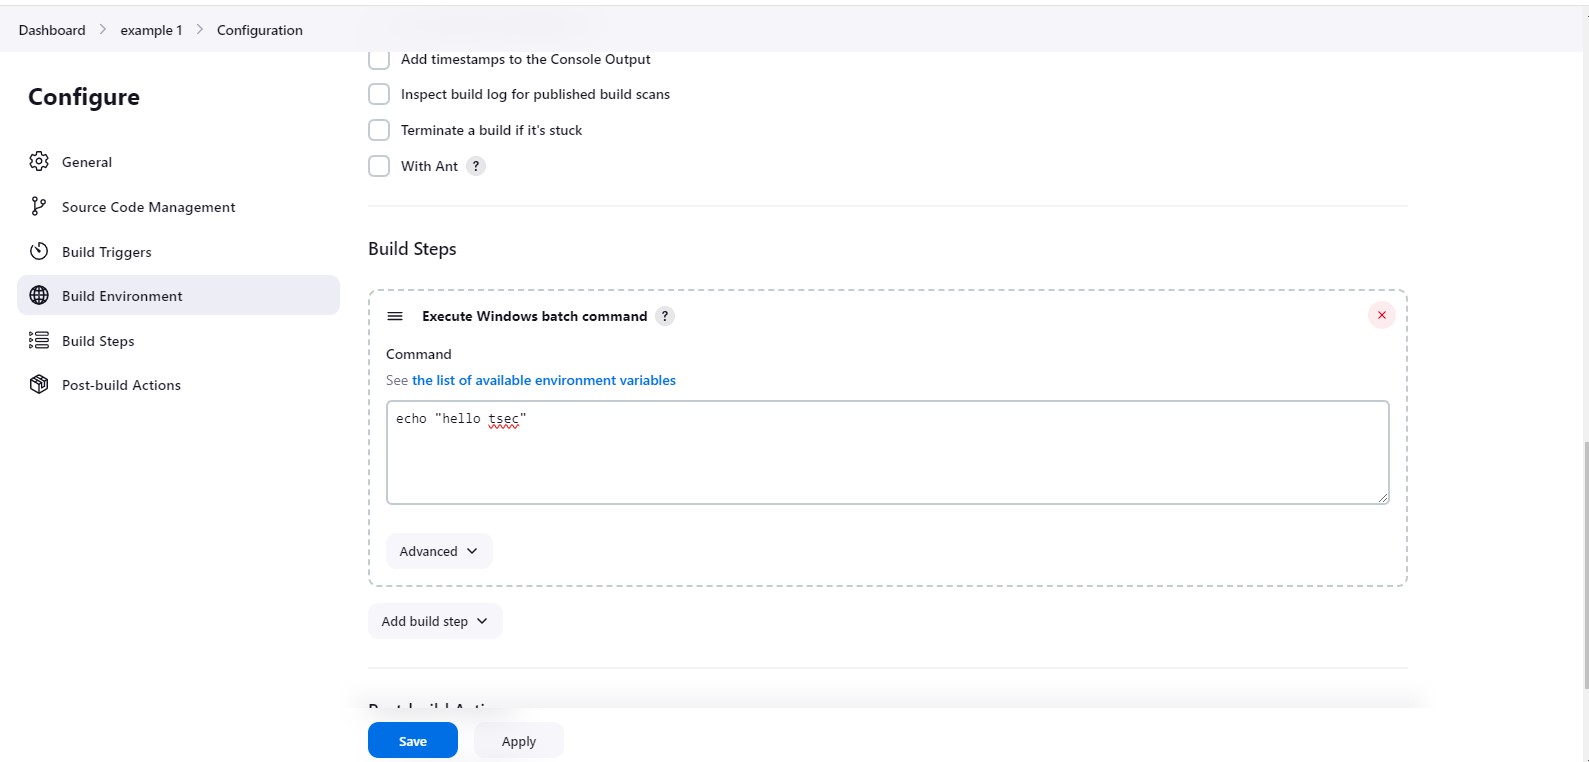 Dashboard > example 1 > Configuration
Configure
General
Source Code Management
Build Triggers
Build Environment
Build Steps
Post-build Actions
Add timestamps to the Console Output
Inspect build log for published build scans
Terminate a build if it's stuck
With Ant ?
Build Steps
Execute Windows batch command ?
Command
See the list of available environment variables
echo "hello tsec"
Advanced
Add build step
Post-build Actions
Save
Apply